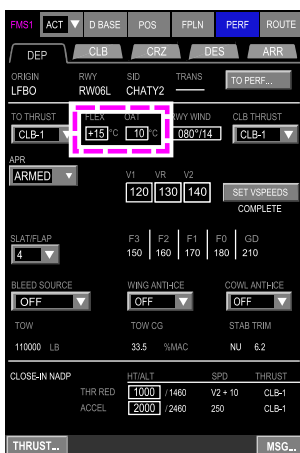 FMS1 ACT D BASE POS FPLN PERF ROUTE
DEP CLB CRZ DES ARR
ORIGIN RWY SID TRANS
LFBO RW06L CHATY2 TO PERF...
TO THRUST FLEX OAT RWY WIND CLB THRUST
CLB-1 +15 °C 10 °C 080°/14 CLB-1
APR
ARMED
V1 VR V2
120 130 140 SET VSPEEDS
COMPLETE
SLAT/FLAP F3 F2 F1 F0 GD
4 150 160 170 180 210
BLEED SOURCE WING ANTI-ICE COWL ANTI-ICE
OFF OFF OFF
TOW TOW CG STAB TRIM
110000 LB 33.5 %MAC NU 6.2
CLOSE-IN NADP HT/ALT SPD THRUST
THR RED 1000 /1460 V2 + 10 CLB-1
ACCEL 2000 /2460 250 CLB-1
THRUST... MSG...